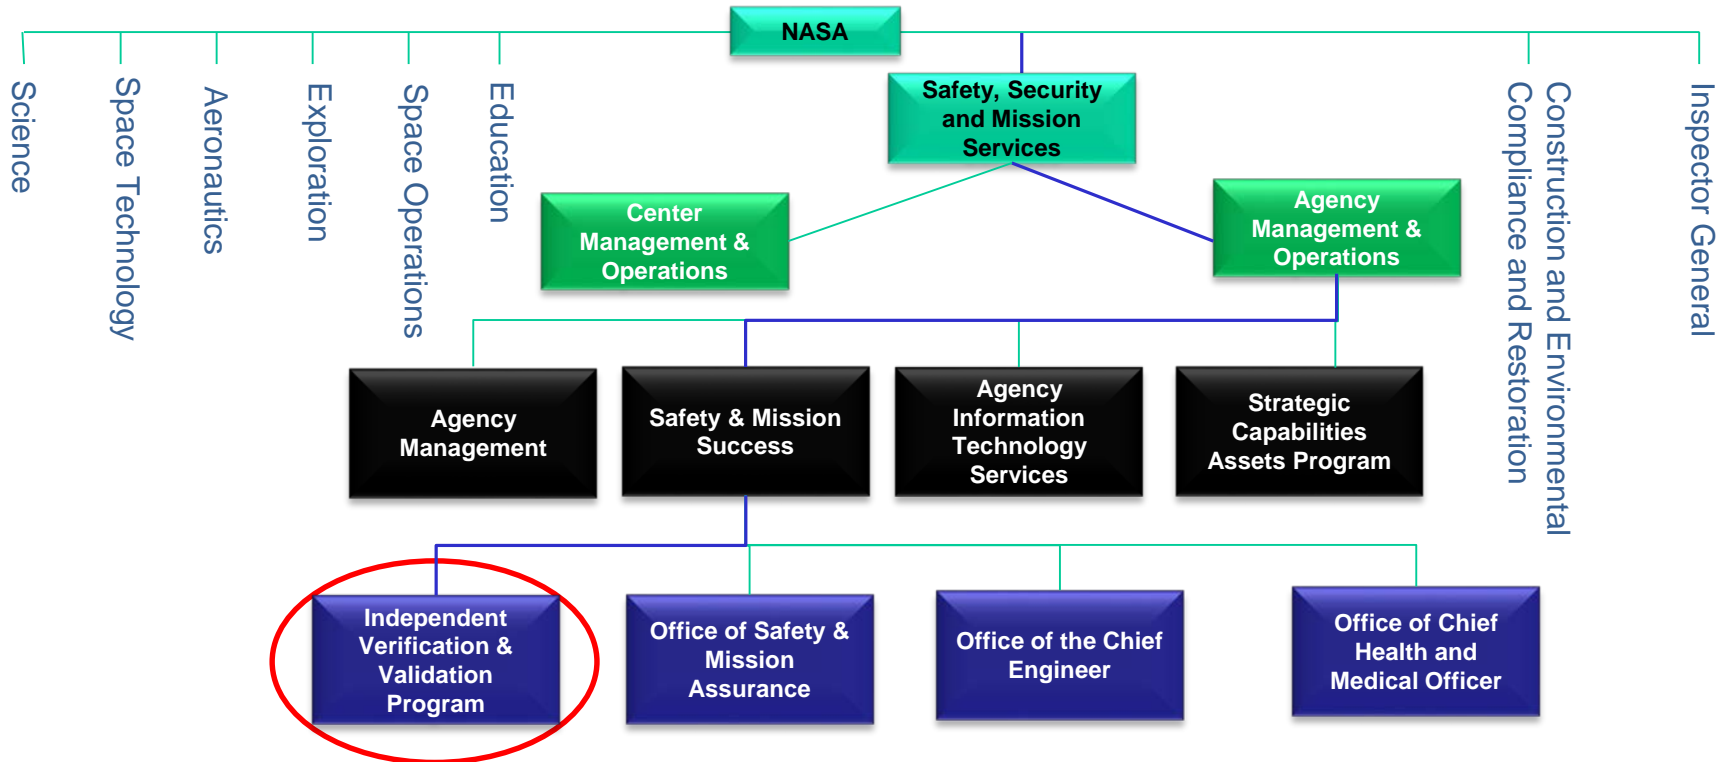 NASA
Science
Space Technology
Aeronautics
Exploration
Space Operations
Education
Safety, Security
and Mission
Services
Construction and Environmental
Compliance and Restoration
Inspector General
Center
Management &
Operations
Agency
Management &
Operations
Agency
Management
Safety & Mission
Success
Agency
Information
Technology
Services
Strategic
Capabilities
Assets Program
Independent
Verification &
Validation
Program
Office of Safety &
Mission
Assurance
Office of the Chief
Engineer
Office of Chief
Health and
Medical Officer